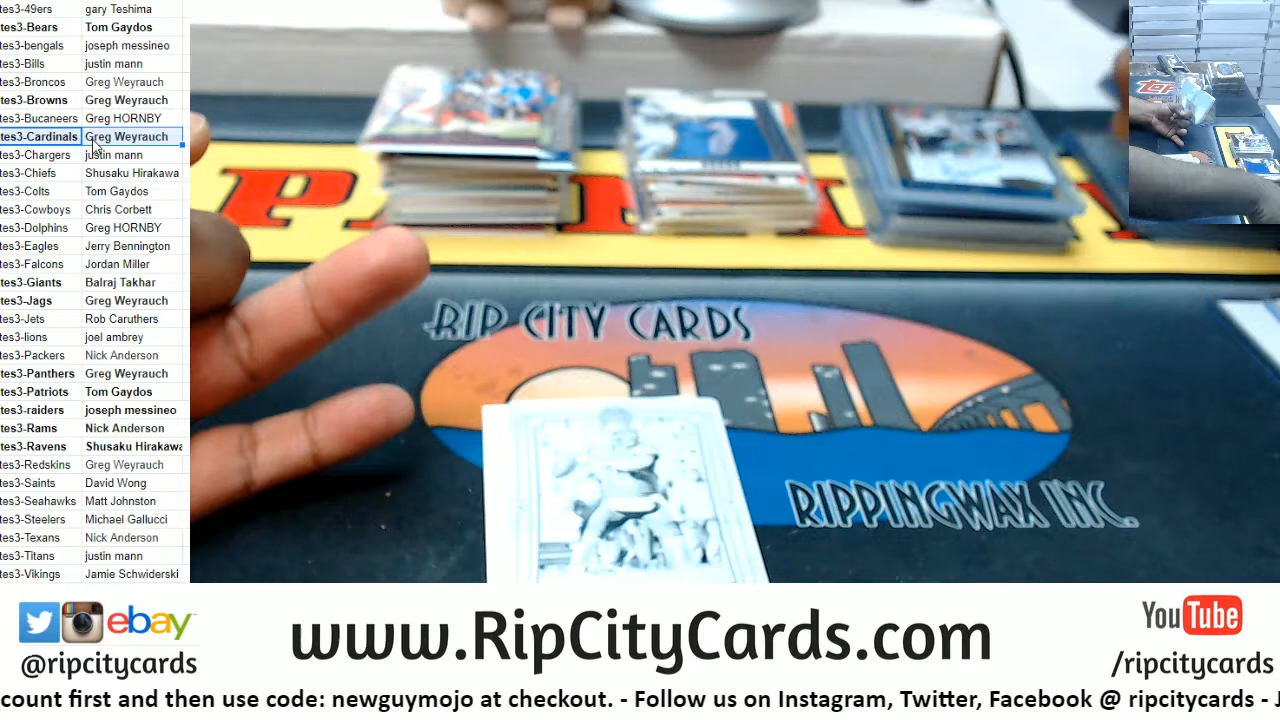 tes3-49ers gary Teshima
tes3-Bears Tom Gaydos
tes3-bengals joseph messineo
tes3-Bills justin mann
tes3-Broncos Greg Weyrauch
tes3-Browns Greg Weyrauch
tes3-Bucaneers Greg HORNBY
tes3-Cardinals Greg Weyrauch
tes3-Chargers justin mann
tes3-Chiefs Shusaku Hirakawa
tes3-Colts Tom Gaydos
tes3-Cowboys Chris Corbett
tes3-Dolphins Greg HORNBY
tes3-Eagles Jerry Bennington
tes3-Falcons Jordan Miller
tes3-Giants Balraj Takhar
tes3-Jags Greg Weyrauch
tes3-Jets Rob Caruthers
tes3-lions joel ambrey
tes3-Packers Nick Anderson
tes3-Panthers Greg Weyrauch
tes3-Patriots Tom Gaydos
tes3-raiders joseph messineo
tes3-Rams Nick Anderson
tes3-Ravens Shusaku Hirakawa
tes3-Redskins Greg Weyrauch
tes3-Saints David Wong
tes3-Seahawks Matt Johnston
tes3-Steelers Michael Gallucci
tes3-Texans Nick Anderson
tes3-Titans justin mann
tes3-Vikings Jamie Schwiderski
RIP CITY CARDS
RIPPINGWAX INC.
ebay
@ripcitycards
www.RipCityCards.com
YouTube
/ripcitycards
count first and then use code: newguymojo at checkout. - Follow us on Instagram, Twitter, Facebook @ ripcitycards - J